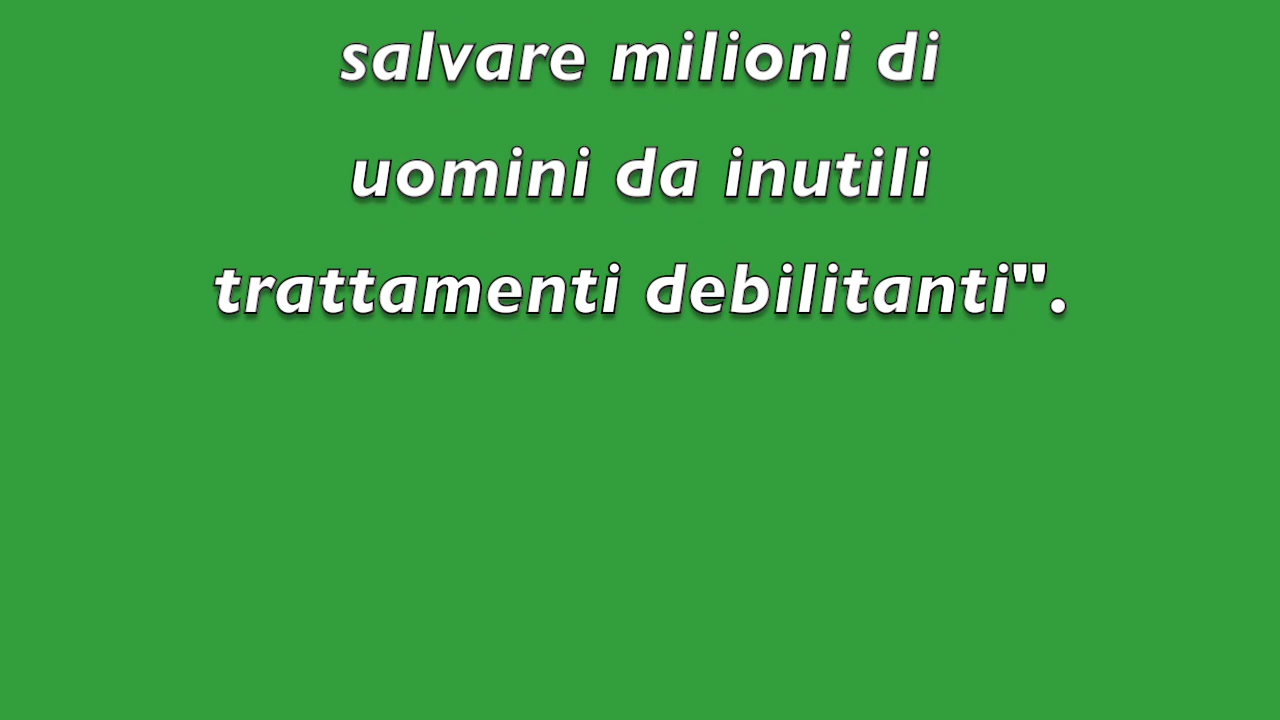 salvare milioni di
uomini da inutili
trattamenti debilitanti".